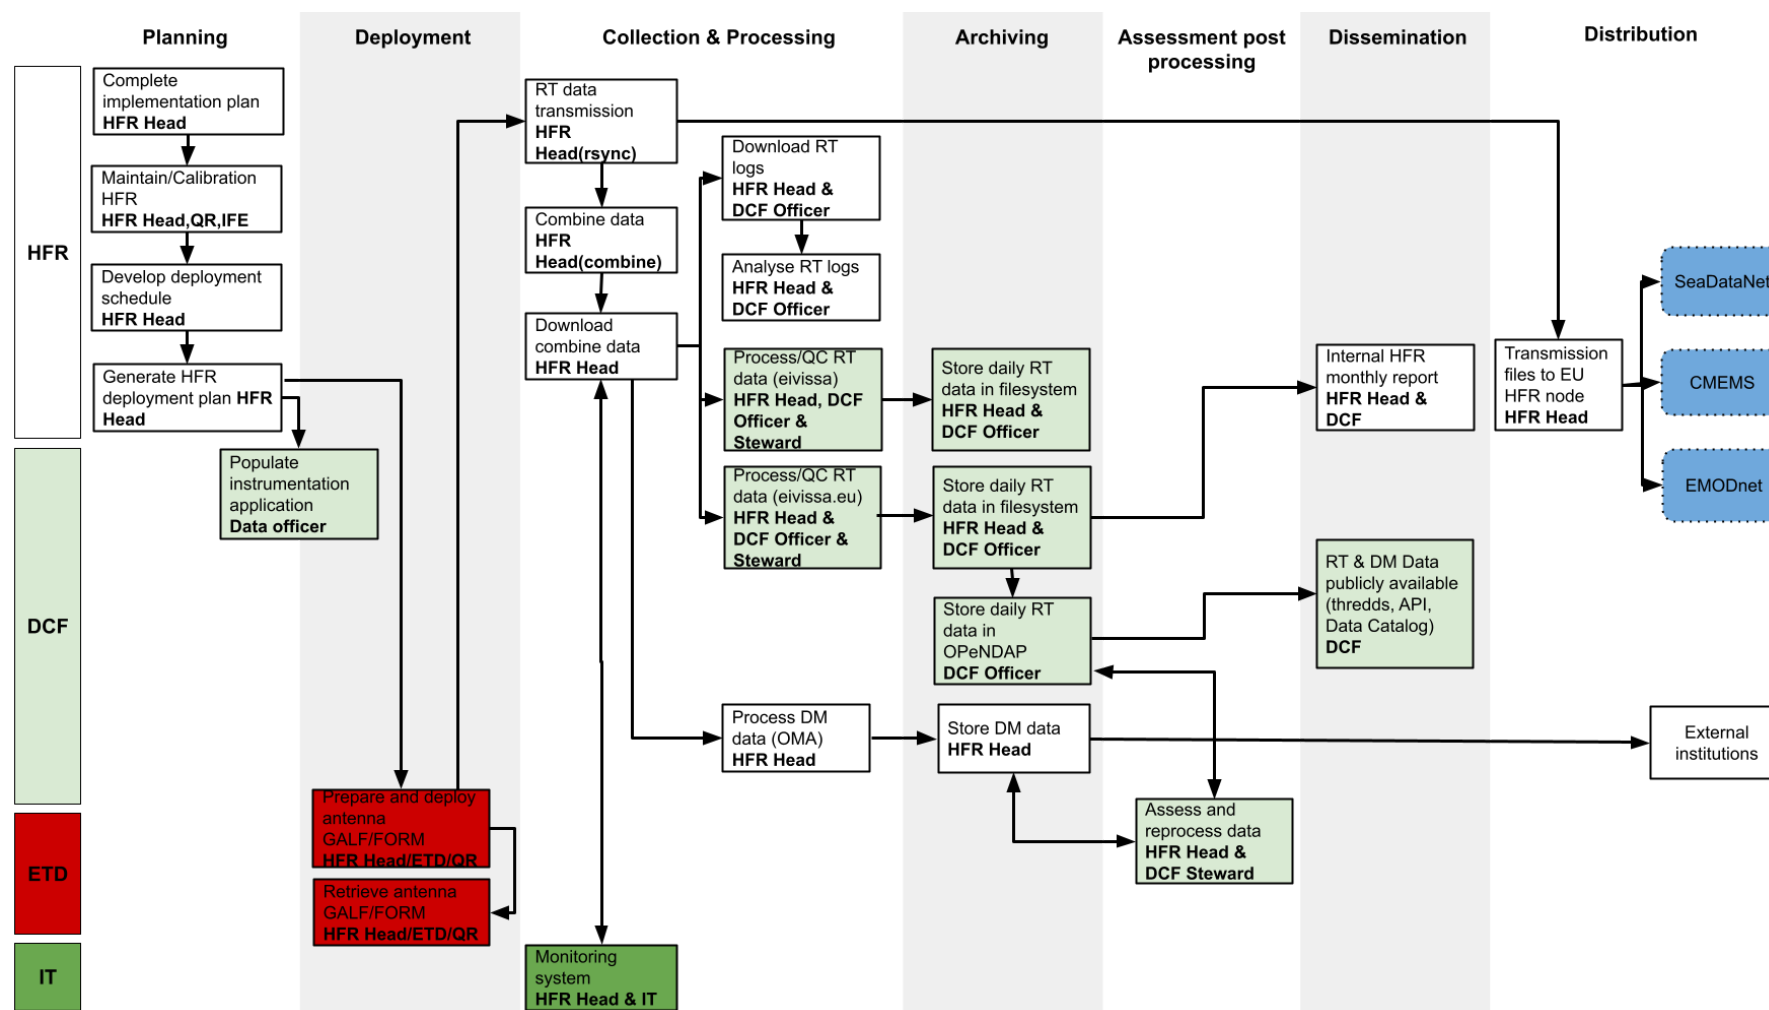 Planning
Deployment
Collection & Processing
Archiving
Assessment post
processing
Dissemination
Distribution
HFR
DCF
ETD
IT
Complete
implementation plan
HFR Head
Maintain/Calibration
HFR
HFR Head,QR,IFE
Develop deployment
schedule
HFR Head
Generate HFR
deployment plan HFR
Head
Populate
instrumentation
application
Data officer
Prepare and deploy
antenna
GALF/FORM
HFR Head/ETD/QR
Retrieve antenna
GALF/FORM
HFR Head/ETD/QR
RT data
transmission
HFR
Head(rsync)
Combine data
HFR
Head(combine)
Download
combine data
HFR Head
Monitoring
system
HFR Head & IT
Download RT
logs
HFR Head &
DCF Officer
Analyse RT logs
HFR Head &
DCF Officer
Process/QC RT
data (eivissa)
HFR Head, DCF
Officer &
Steward
Process/QC RT
data (eivissa.eu)
HFR Head &
DCF Officer &
Steward
Process DM
data (OMA)
HFR Head
Store daily RT
data in filesystem
HFR Head &
DCF Officer
Store daily RT
data in filesystem
HFR Head &
DCF Officer
Store daily RT
data in
OPeNDAP
DCF Officer
Store DM data
HFR Head
Assess and
reprocess data
HFR Head &
DCF Steward
Internal HFR
monthly report
HFR Head &
DCF
RT & DM Data
publicly available
(thredds, API,
Data Catalog)
DCF
Transmission
files to EU
HFR node
HFR Head
SeaDataNet
CMEMS
EMODnet
External
institutions